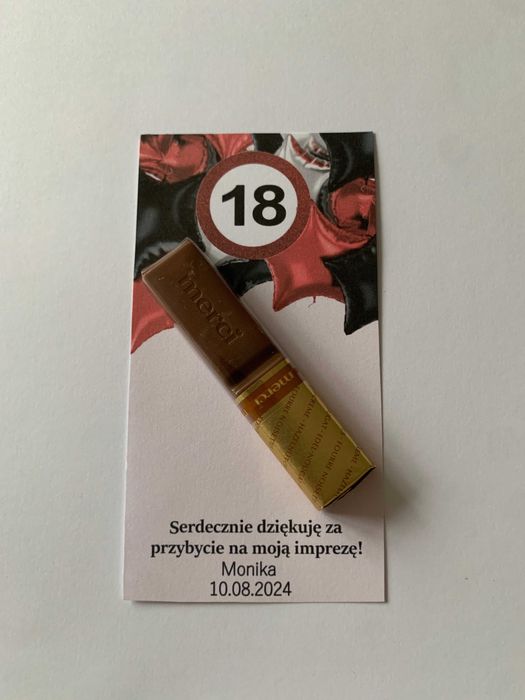 18
merci
merci
Serdecznie dziękuję za
przybycie na moją imprezę!
Monika
10.08.2024